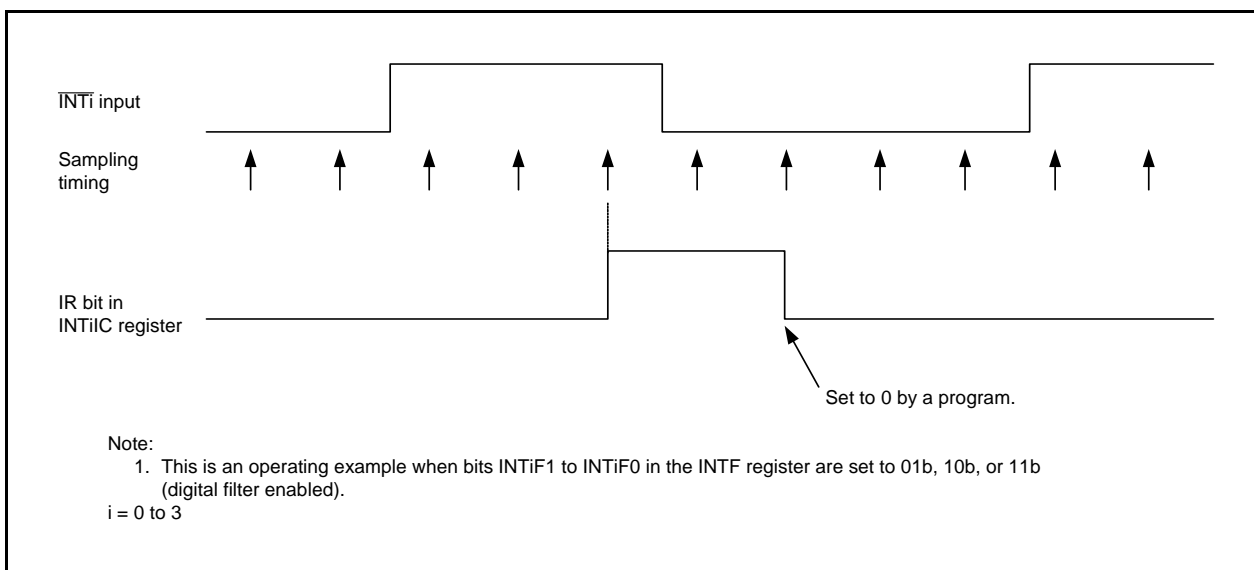 INTi input
Sampling
timing
IR bit in
INTiIC register
Set to 0 by a program.
Note:
1. This is an operating example when bits INTiF1 to INTiF0 in the INTF register are set to 01b, 10b, or 11b
(digital filter enabled).
i = 0 to 3